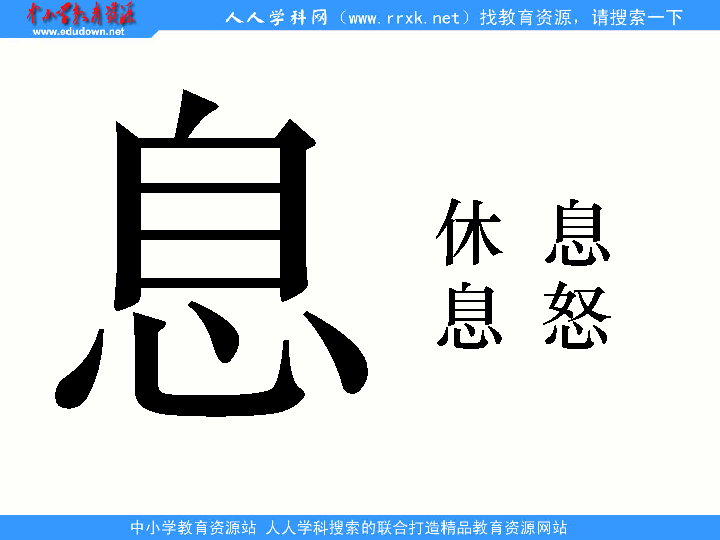 中小学教育资源
www.edudown.net
人人学科网（www.rrxk.net）找教育资源，请搜索一下
息
休 息
息 怒
中小学教育资源站 人人学科搜索的联合打造精品教育资源网站